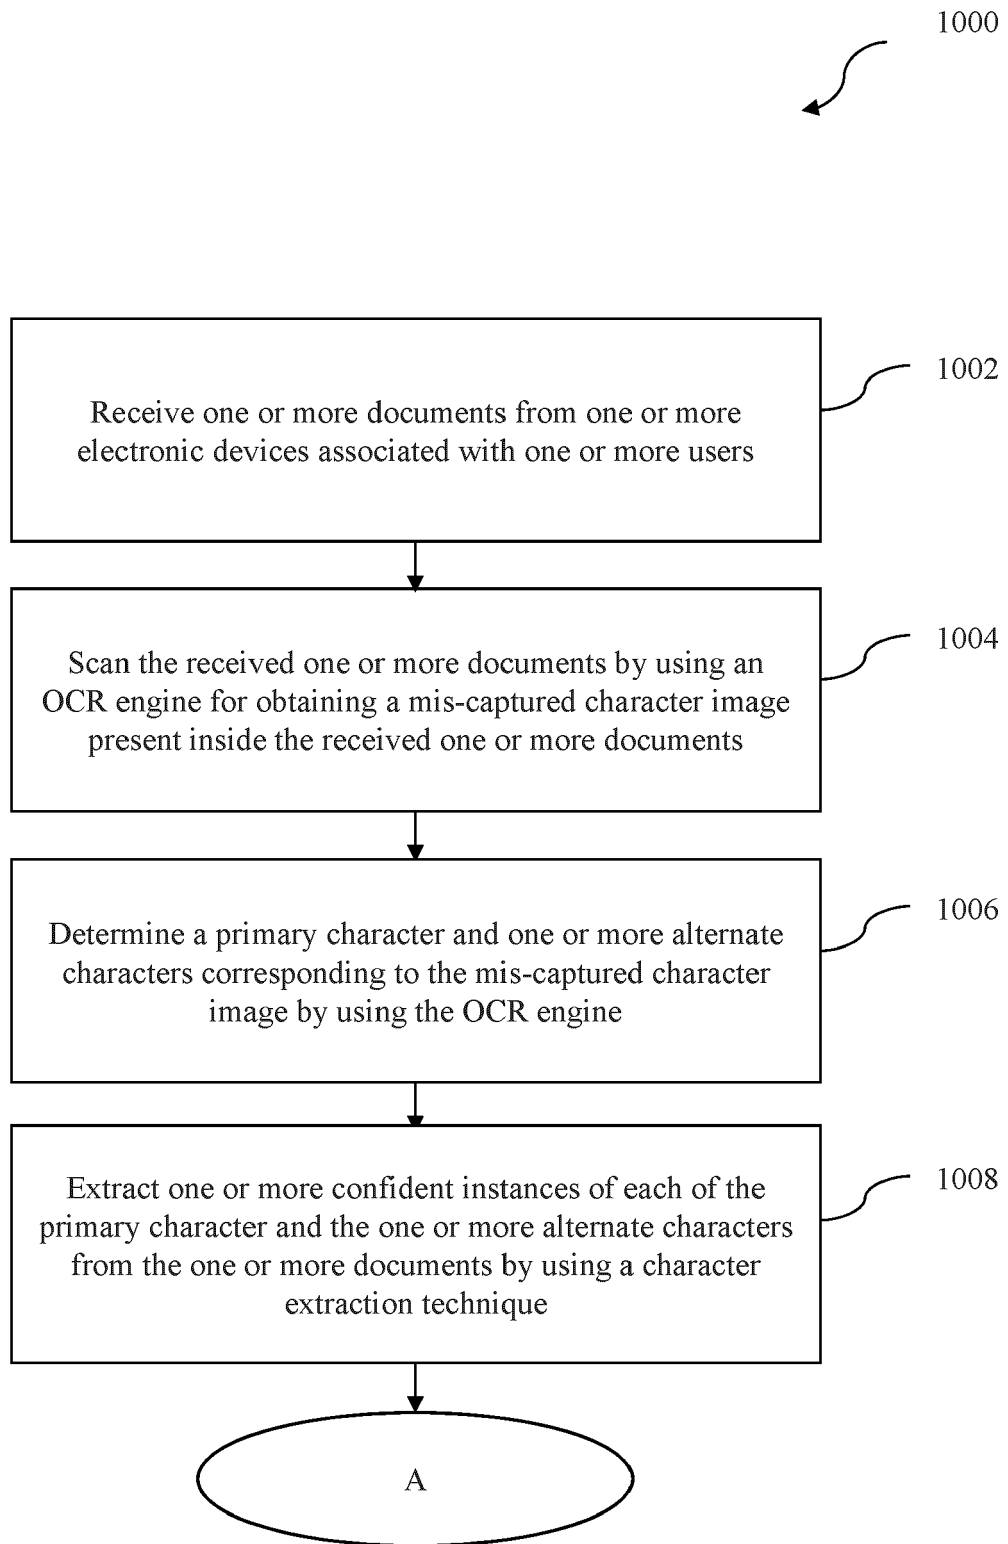 1000
1002
Receive one or more documents from one or more
electronic devices associated with one or more users
1004
Scan the received one or more documents by using an
OCR engine for obtaining a mis-captured character image
present inside the received one or more documents
1006
Determine a primary character and one or more alternate
characters corresponding to the mis-captured character
image by using the OCR engine
1008
Extract one or more confident instances of each of the
primary character and the one or more alternate characters
from the one or more documents by using a character
extraction technique
A